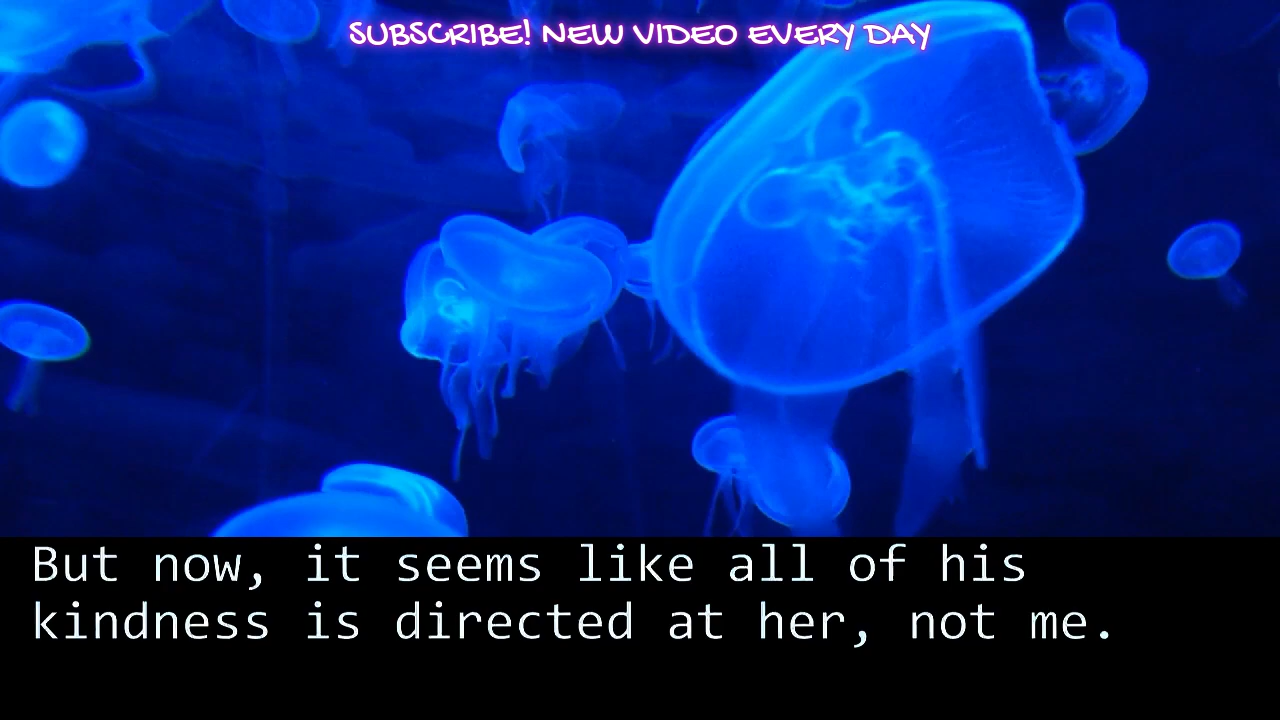 SUBSCRIBE! NEW VIDEO EVERY DAY
But now, it seems like all of his
kindness is directed at her, not me.